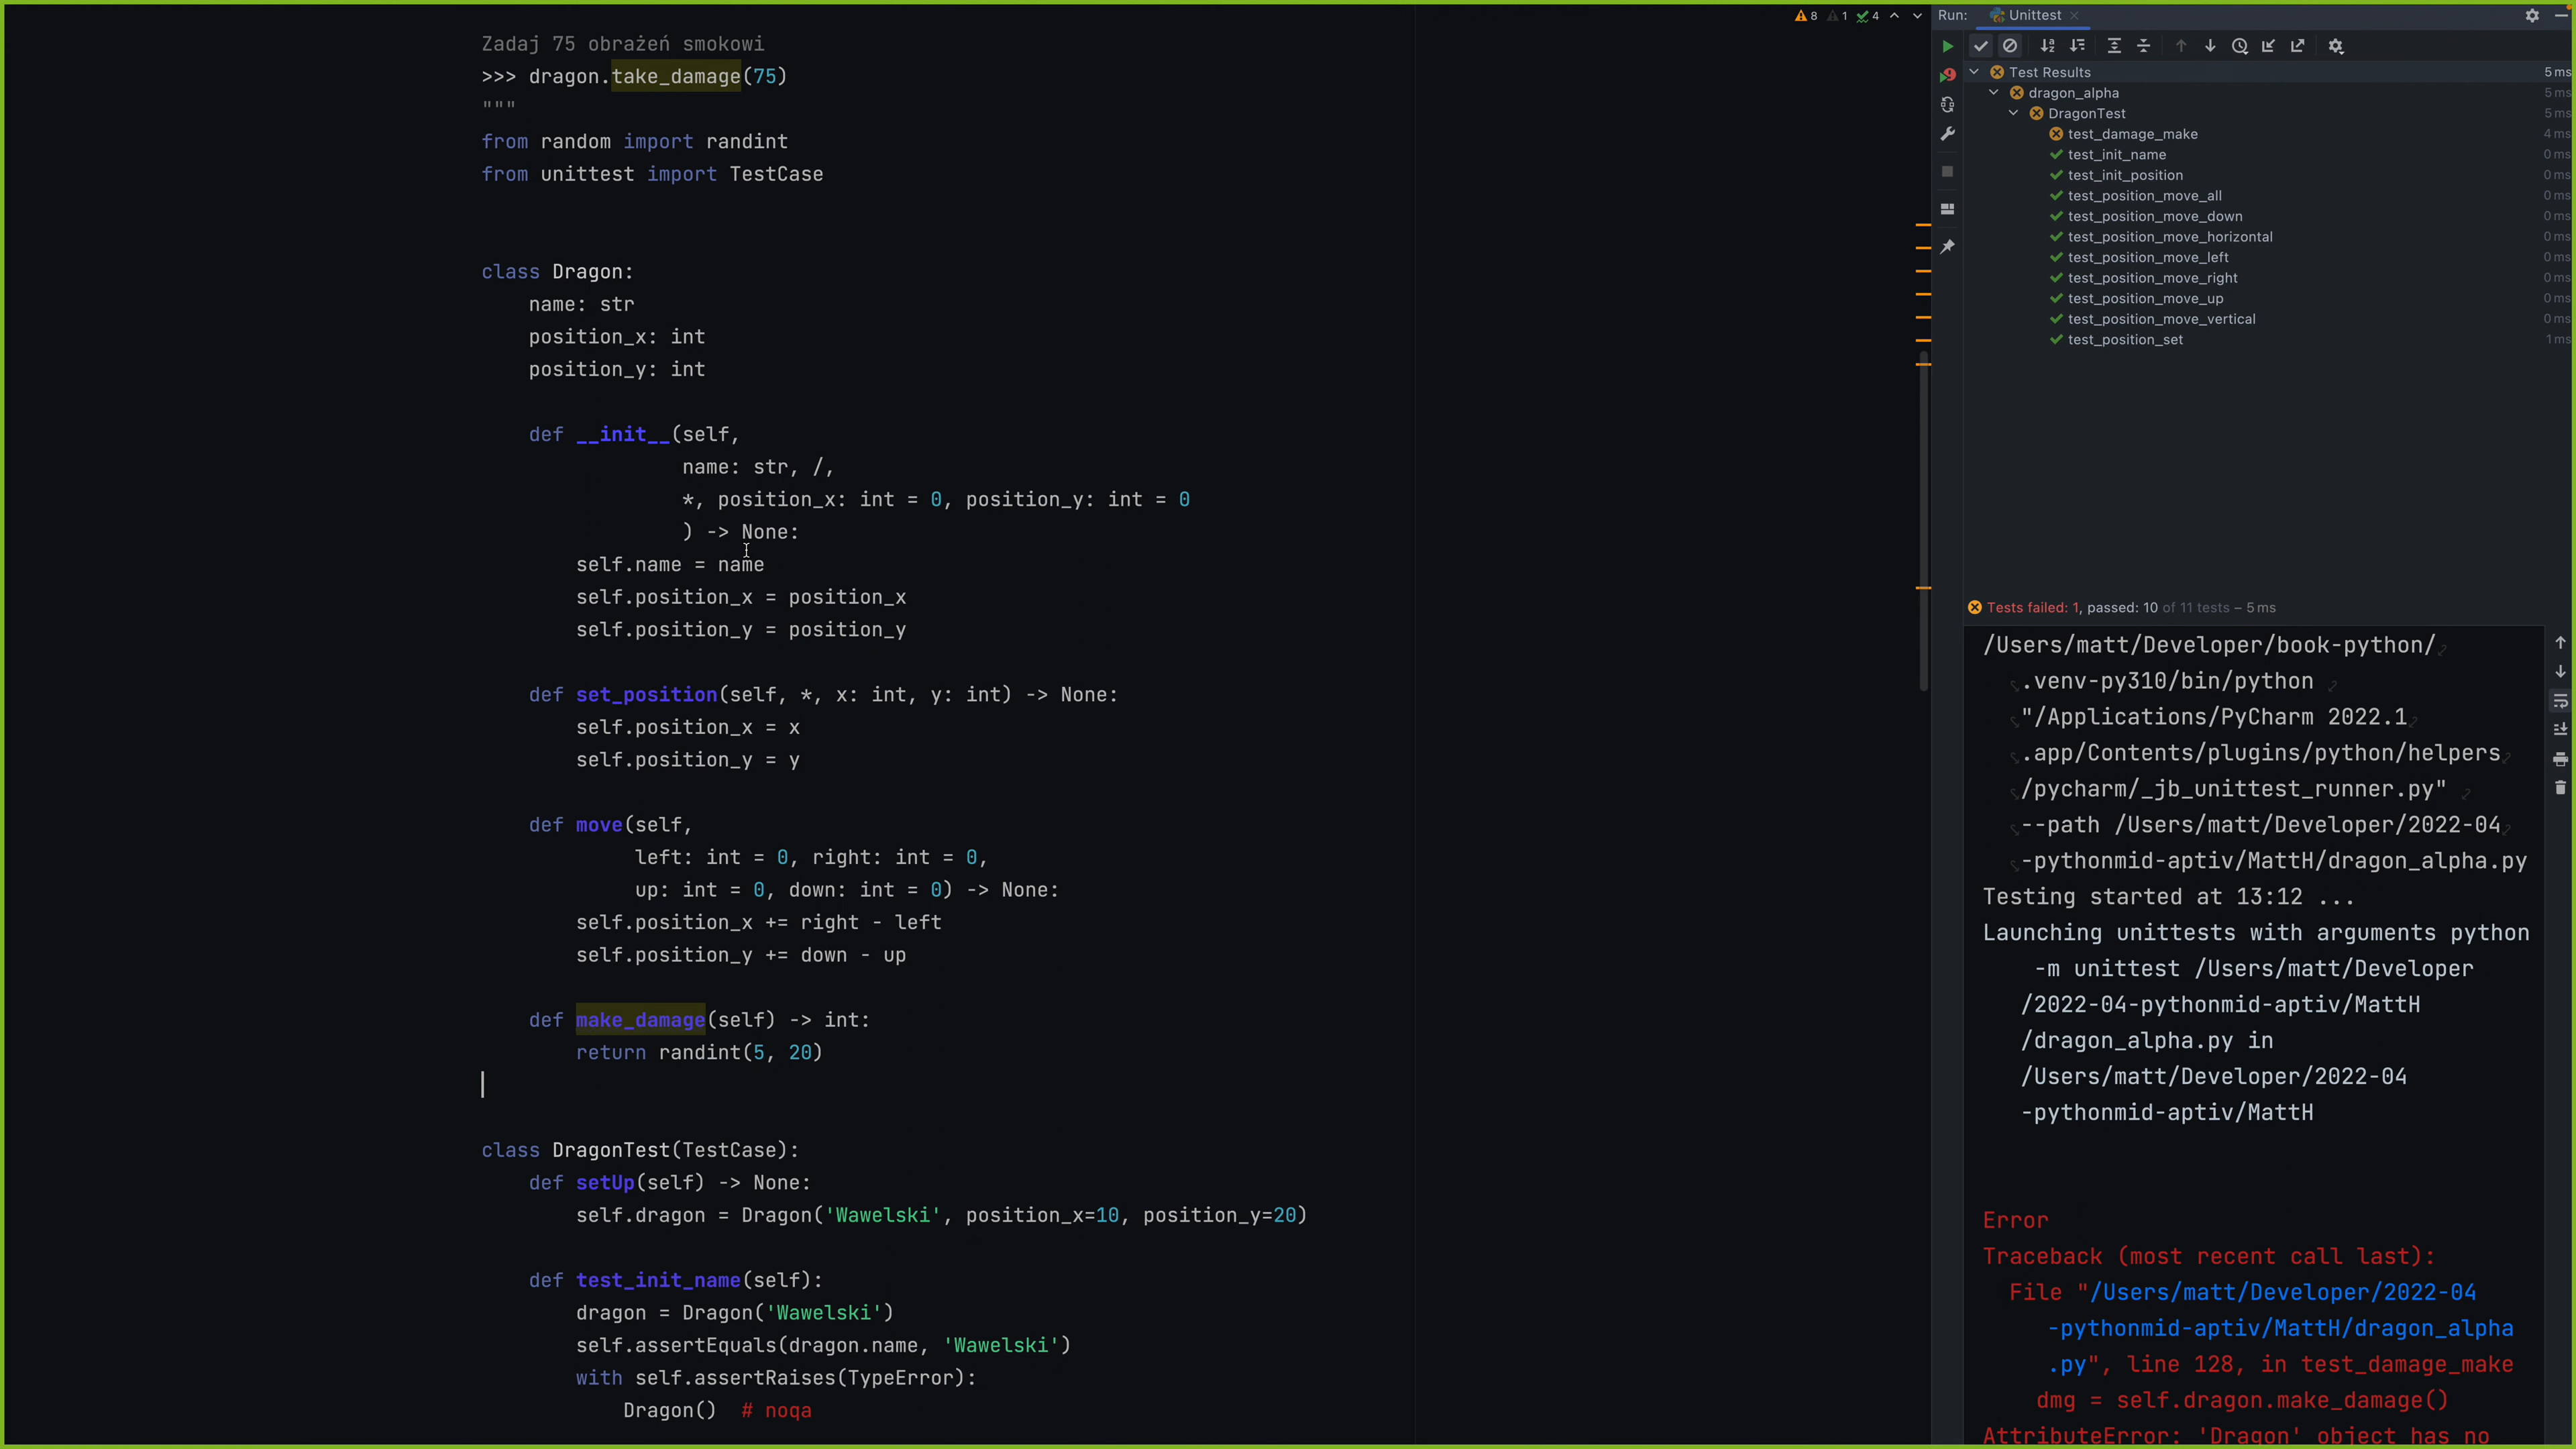 Zadaj 75 obrażeń smokowi
>>> dragon.take_damage(75)
"""
from random import randint
from unittest import TestCase
class Dragon:
name: str
position_x: int
position_y: int
def __init__(self,
name: str, /,
*, position_x: int = 0, position_y: int = 0
) -> None:
self.name = name
self.position_x = position_x
self.position_y = position_y
def set_position(self, *, x: int, y: int) -> None:
self.position_x = x
self.position_y = y
def move(self,
left: int = 0, right: int = 0,
up: int = 0, down: int = 0) -> None:
self.position_x += right - left
self.position_y += down - up
def make_damage(self) -> int:
return randint(5, 20)
class DragonTest(TestCase):
def setUp(self) -> None:
self.dragon = Dragon('Wawelski', position_x=10, position_y=20)
def test_init_name(self):
dragon = Dragon('Wawelski')
self.assertEquals(dragon.name, 'Wawelski')
with self.assertRaises(TypeError):
Dragon()  # noqa
8 1 4
Run: Unittest
Test Results 5 ms
dragon_alpha 5 ms
DragonTest 5 ms
test_damage_make 4 ms
test_init_name 0 ms
test_init_position 0 ms
test_position_move_all 0 ms
test_position_move_down 0 ms
test_position_move_horizontal 0 ms
test_position_move_left 0 ms
test_position_move_right 0 ms
test_position_move_up 0 ms
test_position_move_vertical 0 ms
test_position_set 1 ms
Tests failed: 1, passed: 10 of 11 tests – 5 ms
/Users/matt/Developer/book-python/
.venv-py310/bin/python
"/Applications/PyCharm 2022.1
.app/Contents/plugins/python/helpers
/pycharm/_jb_unittest_runner.py"
--path /Users/matt/Developer/2022-04
-pythonmid-aptiv/MattH/dragon_alpha.py
Testing started at 13:12 ...
Launching unittests with arguments python
-m unittest /Users/matt/Developer
/2022-04-pythonmid-aptiv/MattH
/dragon_alpha.py in
/Users/matt/Developer/2022-04
-pythonmid-aptiv/MattH
Error
Traceback (most recent call last):
File "/Users/matt/Developer/2022-04
-pythonmid-aptiv/MattH/dragon_alpha
.py", line 128, in test_damage_make
dmg = self.dragon.make_damage()
AttributeError: 'Dragon' object has no